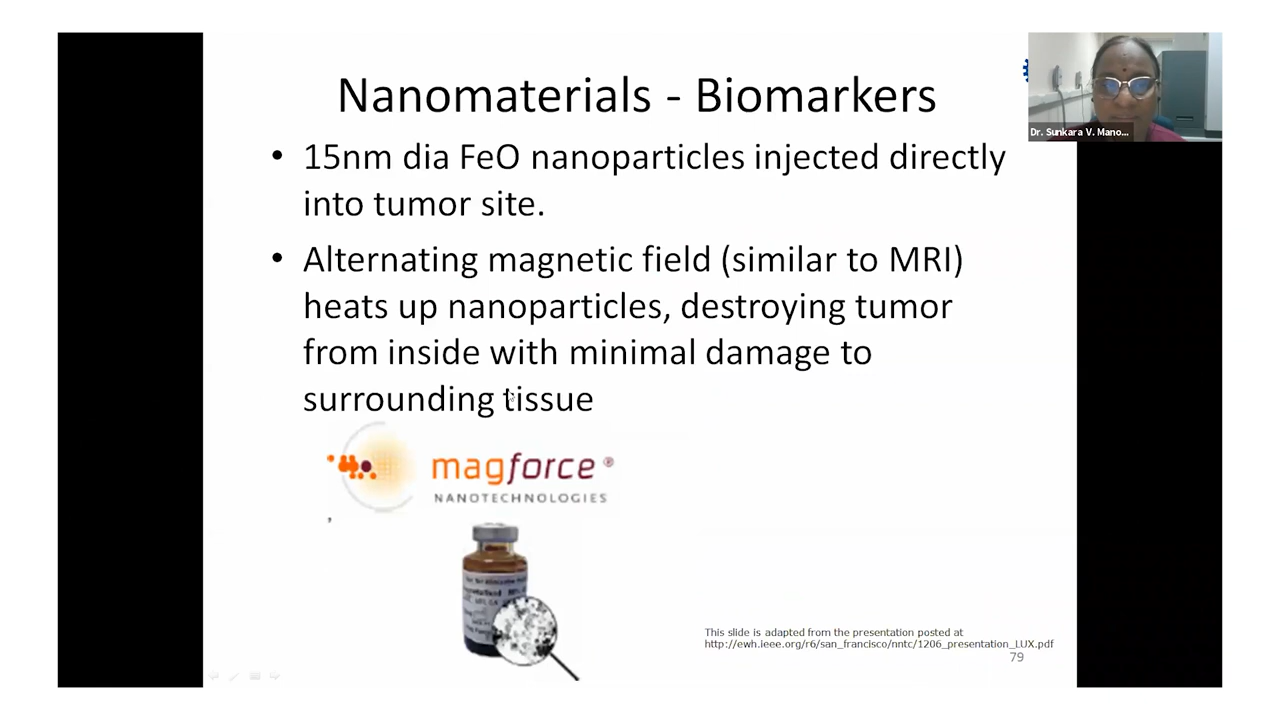 Nanomaterials - Biomarkers
Dr. Sunkara V. Mano...
• 15nm dia FeO nanoparticles injected directly
into tumor site.
• Alternating magnetic field (similar to MRI)
heats up nanoparticles, destroying tumor
from inside with minimal damage to
surrounding tissue
magforce®
NANOTECHNOLOGIES
,
This slide is adapted from the presentation posted at
http://ewh.ieee.org/r6/san_francisco/nntc/1206_presentation_LUX.pdf
79